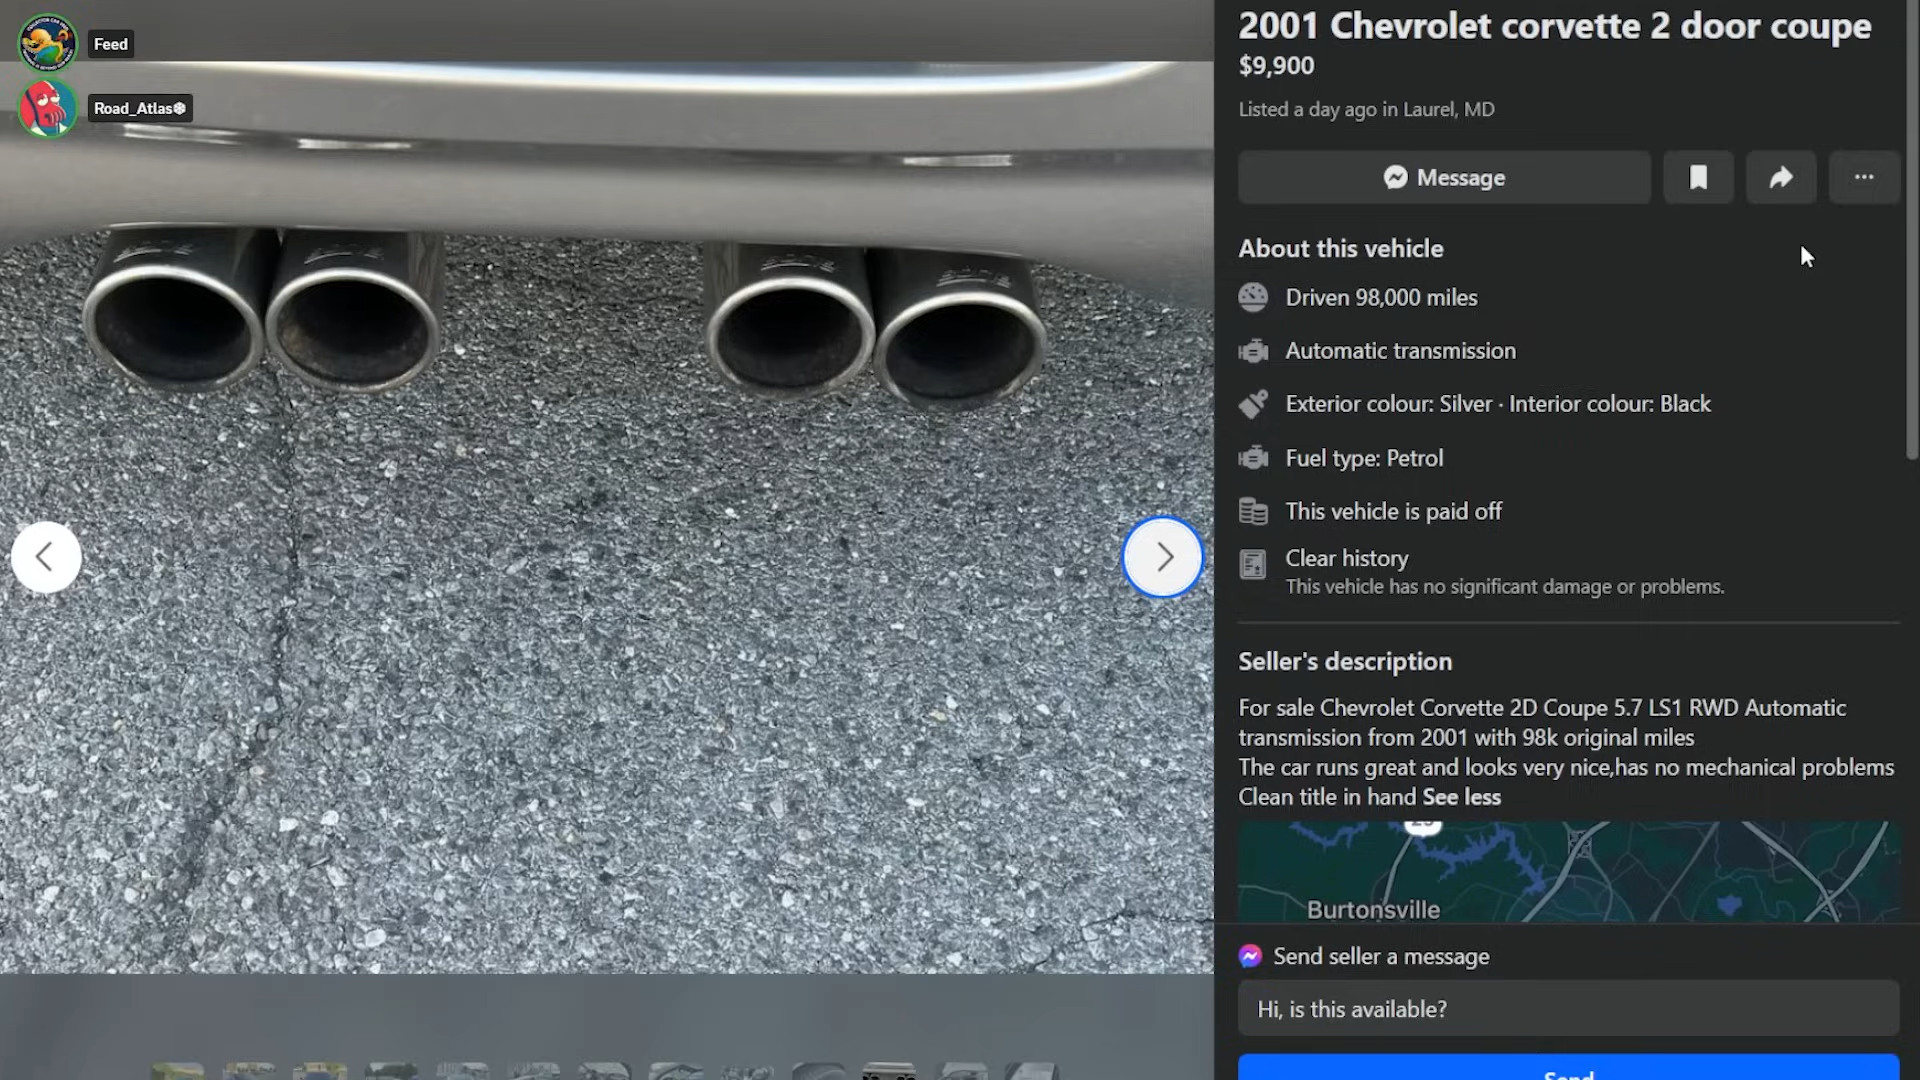 Feed
Road_Atlas❄
2001 Chevrolet corvette 2 door coupe
$9,900
Listed a day ago in Laurel, MD
Message
About this vehicle
Driven 98,000 miles
Automatic transmission
Exterior colour: Silver · Interior colour: Black
Fuel type: Petrol
This vehicle is paid off
Clear history
This vehicle has no significant damage or problems.
Seller's description
For sale Chevrolet Corvette 2D Coupe 5.7 LS1 RWD Automatic
transmission from 2001 with 98k original miles
The car runs great and looks very nice,has no mechanical problems
Clean title in hand See less
Burtonsville
Send seller a message
Hi, is this available?
Send